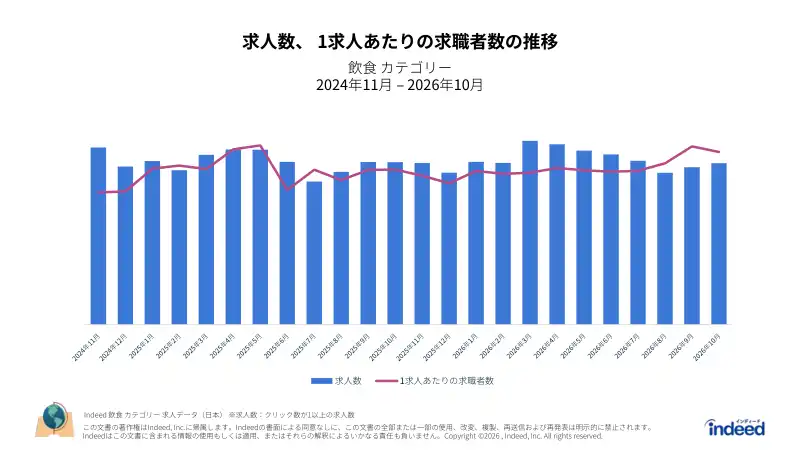 求人数、 1求人あたりの求職者数の推移
飲食 カテゴリー
2024年11月 – 2026年10月
2024年11月
2024年12月
2025年1月
2025年2月
2025年3月
2025年4月
2025年5月
2025年6月
2025年7月
2025年8月
2025年9月
2025年10月
2025年11月
2025年12月
2026年1月
2026年2月
2026年3月
2026年4月
2026年5月
2026年6月
2026年7月
2026年8月
2026年9月
2026年10月
求人数
1求人あたりの求職者数
Indeed 飲食 カテゴリー 求人データ（日本） ※求人数：クリック数が1以上の求人数
この文書の著作権はIndeed, Inc.に帰属します。Indeedの書面による同意なしに、この文書の全部または一部の使用、改変、複製、再送信および再発表は明示的に禁止されます。
Indeedはこの文書に含まれる情報の使用もしくは適用、またはそれらの解釈によるいかなる責任も負いません。Copyright ©2026 , Indeed, Inc. All rights reserved.
インディード
indeed